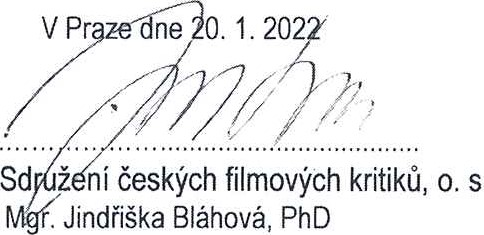 V Praze dne 20. 1. 2022
Sdružení českých filmových kritiků, o. s
Mgr. Jindřiška Bláhová, PhD